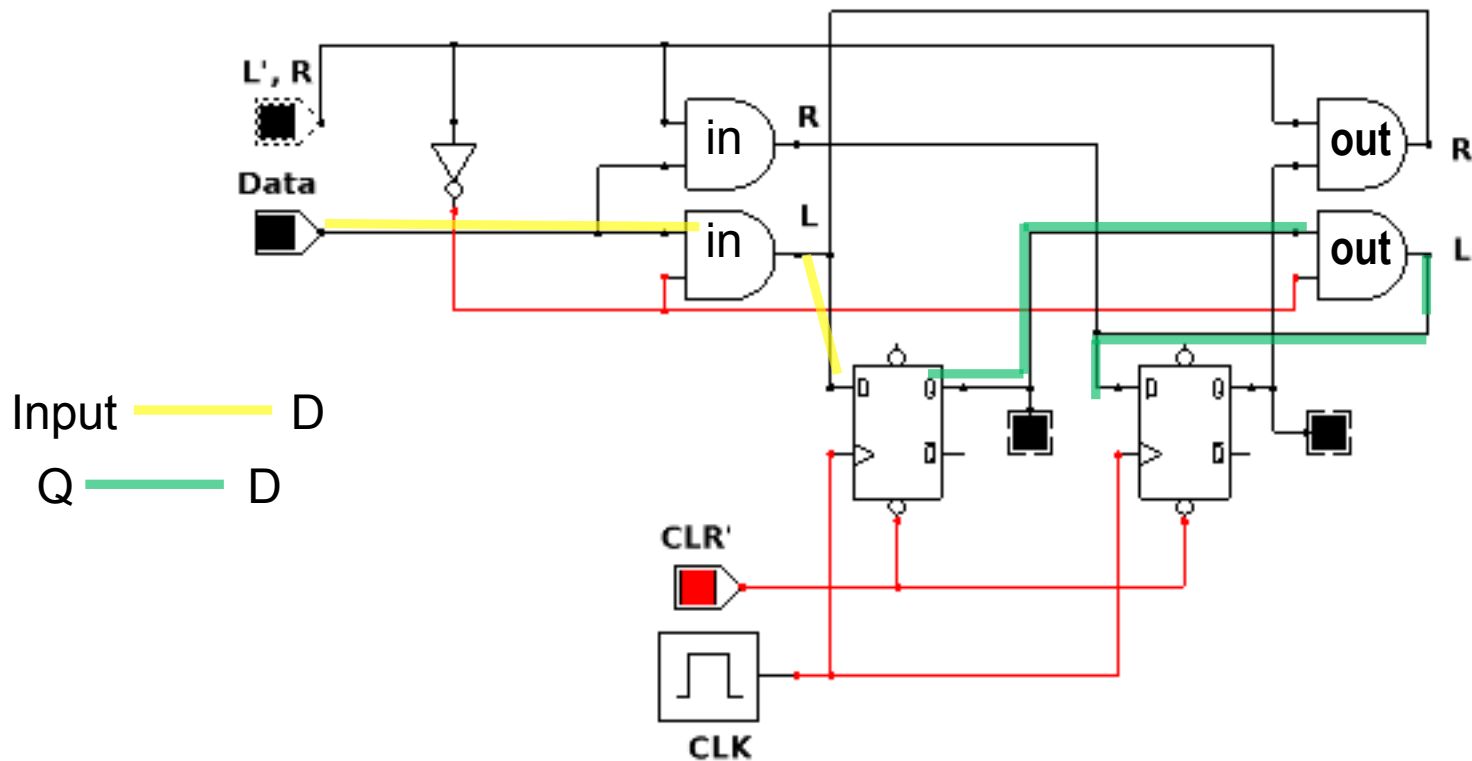 L', R
in
R
out
R
Data
in
L
out
L
D
Q
D
Q
Input D
Q D
Q
Q
CLR'
CLK